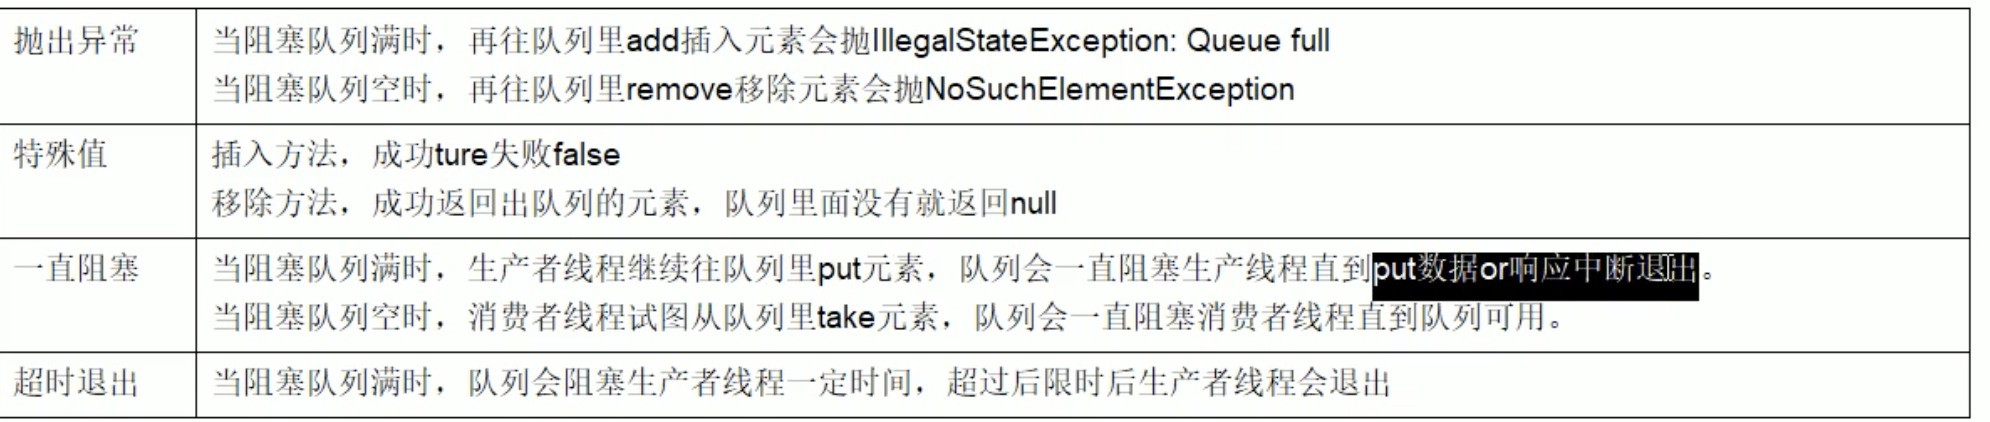 抛出异常
当阻塞队列满时，再往队列里add插入元素会抛IllegalStateException: Queue full
当阻塞队列空时，再往队列里remove移除元素会抛NoSuchElementException
特殊值
插入方法，成功ture失败false
移除方法，成功返回出队列的元素，队列里面没有就返回null
一直阻塞
当阻塞队列满时，生产者线程继续往队列里put元素，队列会一直阻塞生产线程直到put数据or响应中断退出。
当阻塞队列空时，消费者线程试图从队列里take元素，队列会一直阻塞消费者线程直到队列可用。
超时退出
当阻塞队列满时，队列会阻塞生产者线程一定时间，超过后限时后生产者线程会退出